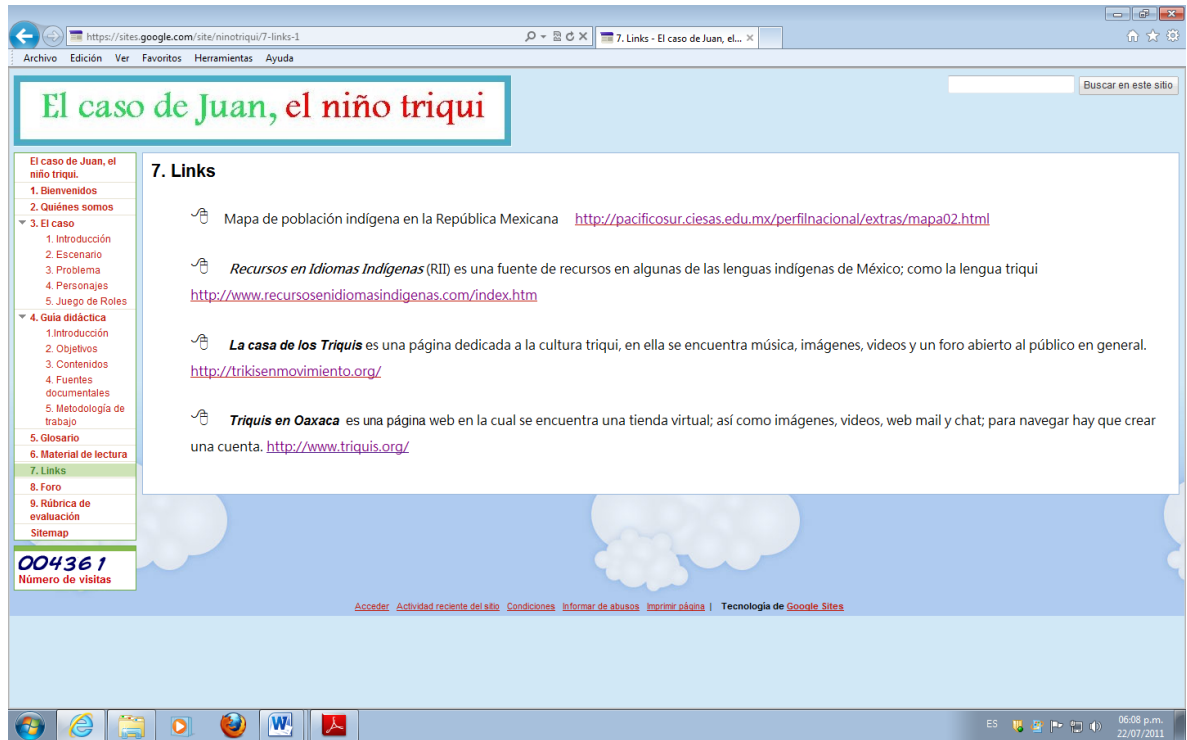 https://sites.google.com/site/ninotriqui/7-links-1
7. Links - El caso de Juan, el...
Archivo Edición Ver Favoritos Herramientas Ayuda
El caso de Juan, el niño triqui
Buscar en este sitio
El caso de Juan, el
niño triqui.
1. Bienvenidos
2. Quiénes somos
3. El caso
1. Introducción
2. Escenario
3. Problema
4. Personajes
5. Juego de Roles
4. Guía didáctica
1.Introducción
2. Objetivos
3. Contenidos
4. Fuentes
documentales
5. Metodología de
trabajo
5. Glosario
6. Material de lectura
7. Links
8. Foro
9. Rúbrica de
evaluación
Sitemap
004361
Número de visitas
7. Links
Mapa de población indígena en la República Mexicana http://pacificosur.ciesas.edu.mx/perfilnacional/extras/mapa02.html
Recursos en Idiomas Indígenas (RII) es una fuente de recursos en algunas de las lenguas indígenas de México; como la lengua triqui
http://www.recursosenidiomasindigenas.com/index.htm
La casa de los Triquis es una página dedicada a la cultura triqui, en ella se encuentra música, imágenes, videos y un foro abierto al público en general.
http://trikisenmovimiento.org/
Triquis en Oaxaca es una página web en la cual se encuentra una tienda virtual; así como imágenes, videos, web mail y chat; para navegar hay que crear
una cuenta. http://www.triquis.org/
Acceder Actividad reciente del sitio Condiciones Informar de abusos Imprimir página | Tecnología de Google Sites
ES
06:08 p.m.
22/07/2011